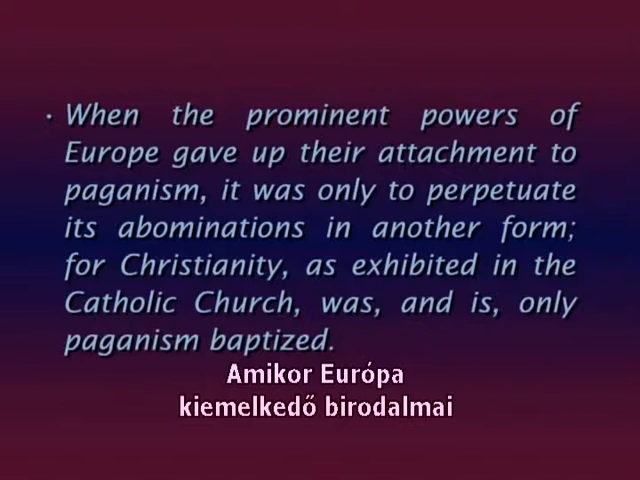 • When the prominent powers of
Europe gave up their attachment to
paganism, it was only to perpetuate
its abominations in another form;
for Christianity, as exhibited in the
Catholic Church, was, and is, only
paganism baptized.
Amikor Európa
kiemelkedő birodalmai